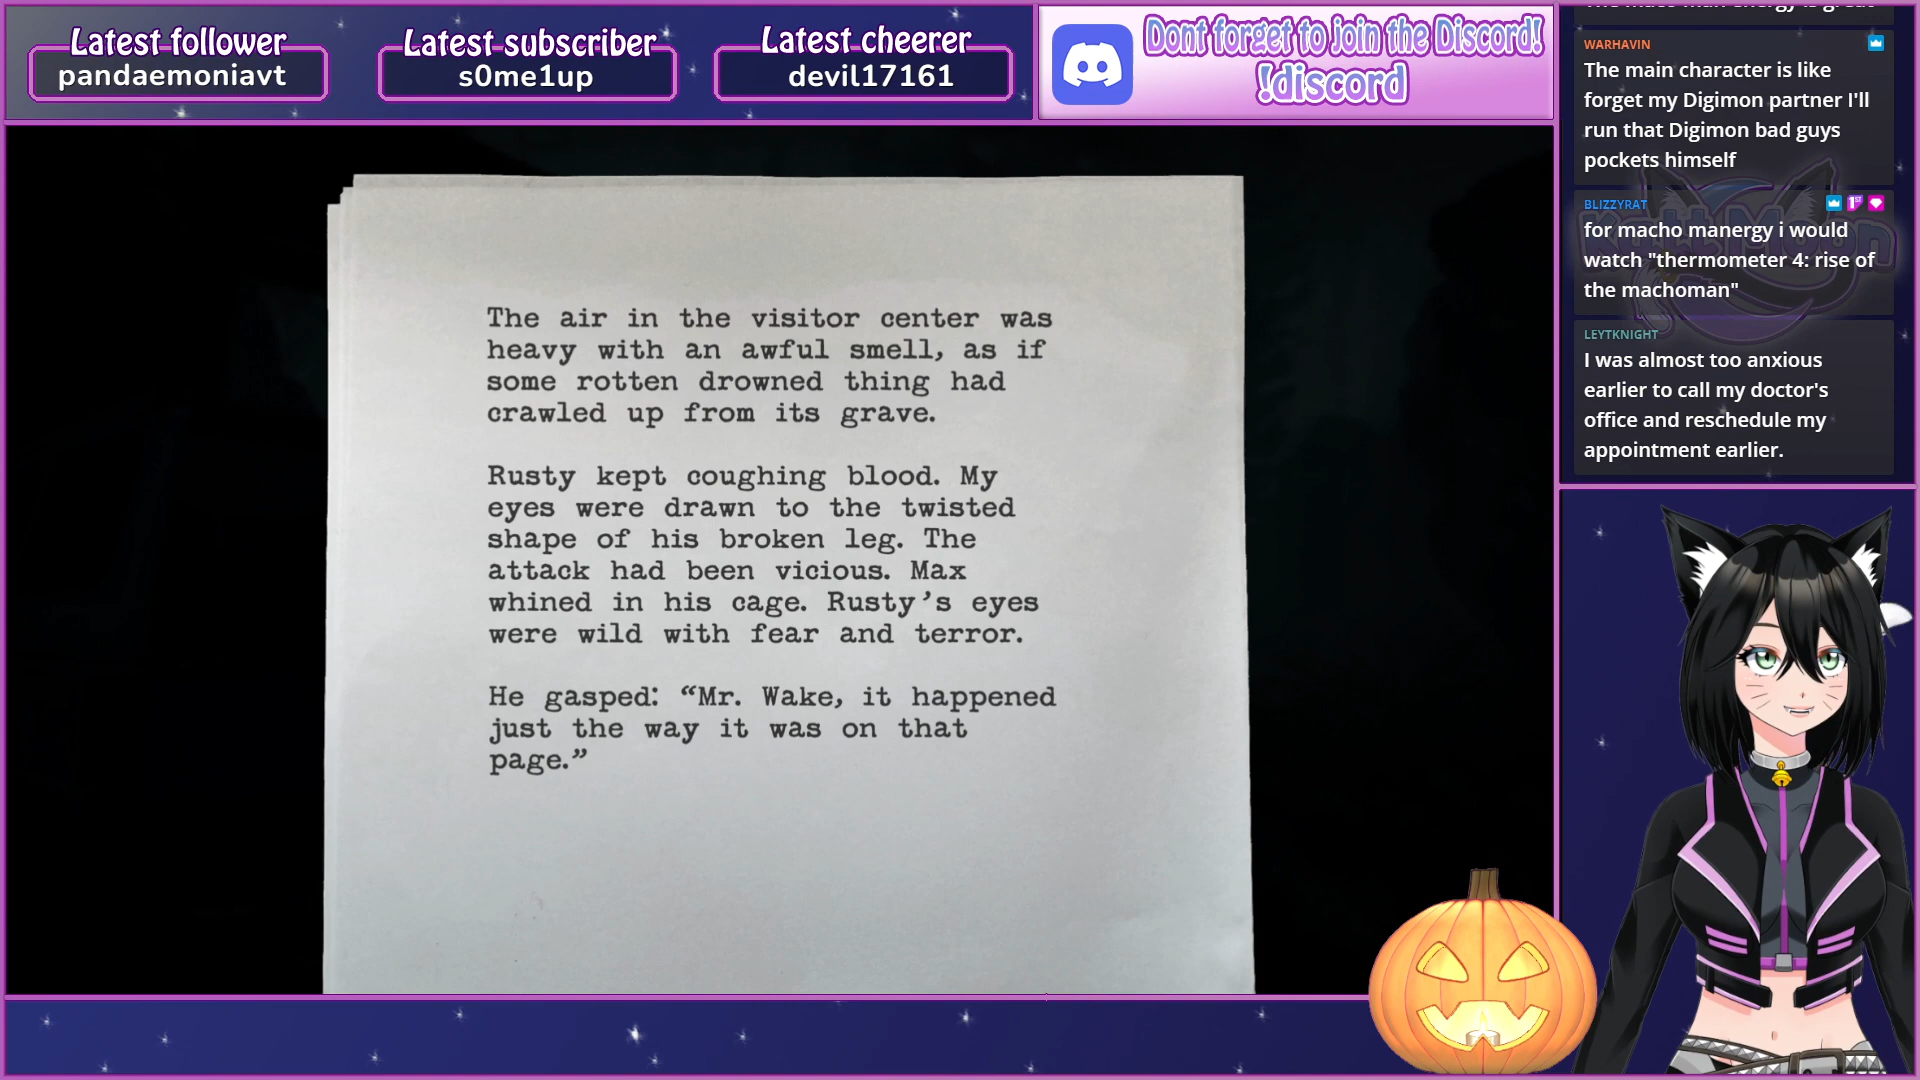 Latest follower
pandaemoniavt
Latest subscriber
s0me1up
Latest cheerer
devil17161
Dont forget to join the Discord!
!discord
The air in the visitor center was
heavy with an awful smell, as if
some rotten drowned thing had
crawled up from its grave.
Rusty kept coughing blood. My
eyes were drawn to the twisted
shape of his broken leg. The
attack had been vicious. Max
whined in his cage. Rusty’s eyes
were wild with fear and terror.
He gasped: “Mr. Wake, it happened
just the way it was on that
page.”
WARHAVIN
The main character is like
forget my Digimon partner I'll
run that Digimon bad guys
pockets himself
BLIZZYRAT
1ST
for macho manergy i would
watch "thermometer 4: rise of
the machoman"
LEYTKNIGHT
I was almost too anxious
earlier to call my doctor's
office and reschedule my
appointment earlier.